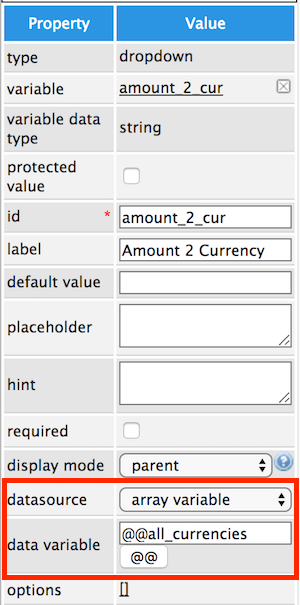 Property Value
type dropdown
variable amount_2_cur
variable data type string
protected value
id * amount_2_cur
label Amount 2 Currency
default value
placeholder
hint
required
display mode parent ?
datasource array variable
data variable @@all_currencies
@@
options []